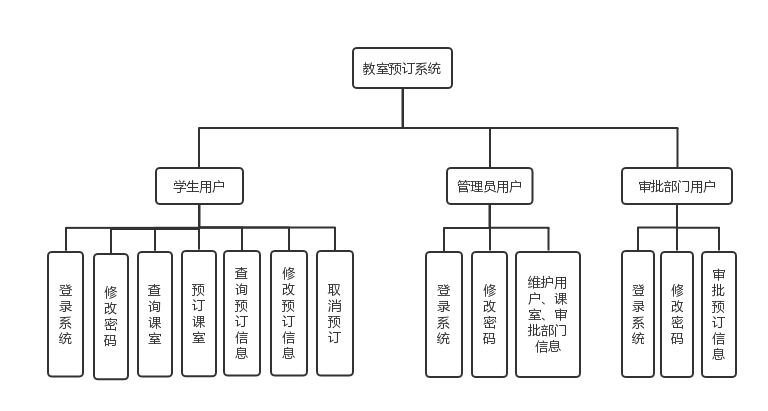 教室预订系统
学生用户
管理员用户
审批部门用户
登录系统
修改密码
查询课室
预订课室
查询预订信息
修改预订信息
取消预订
登录系统
修改密码
维护用
户、课
室、审
批部门
信息
登录系统
修改密码
审批预订信息